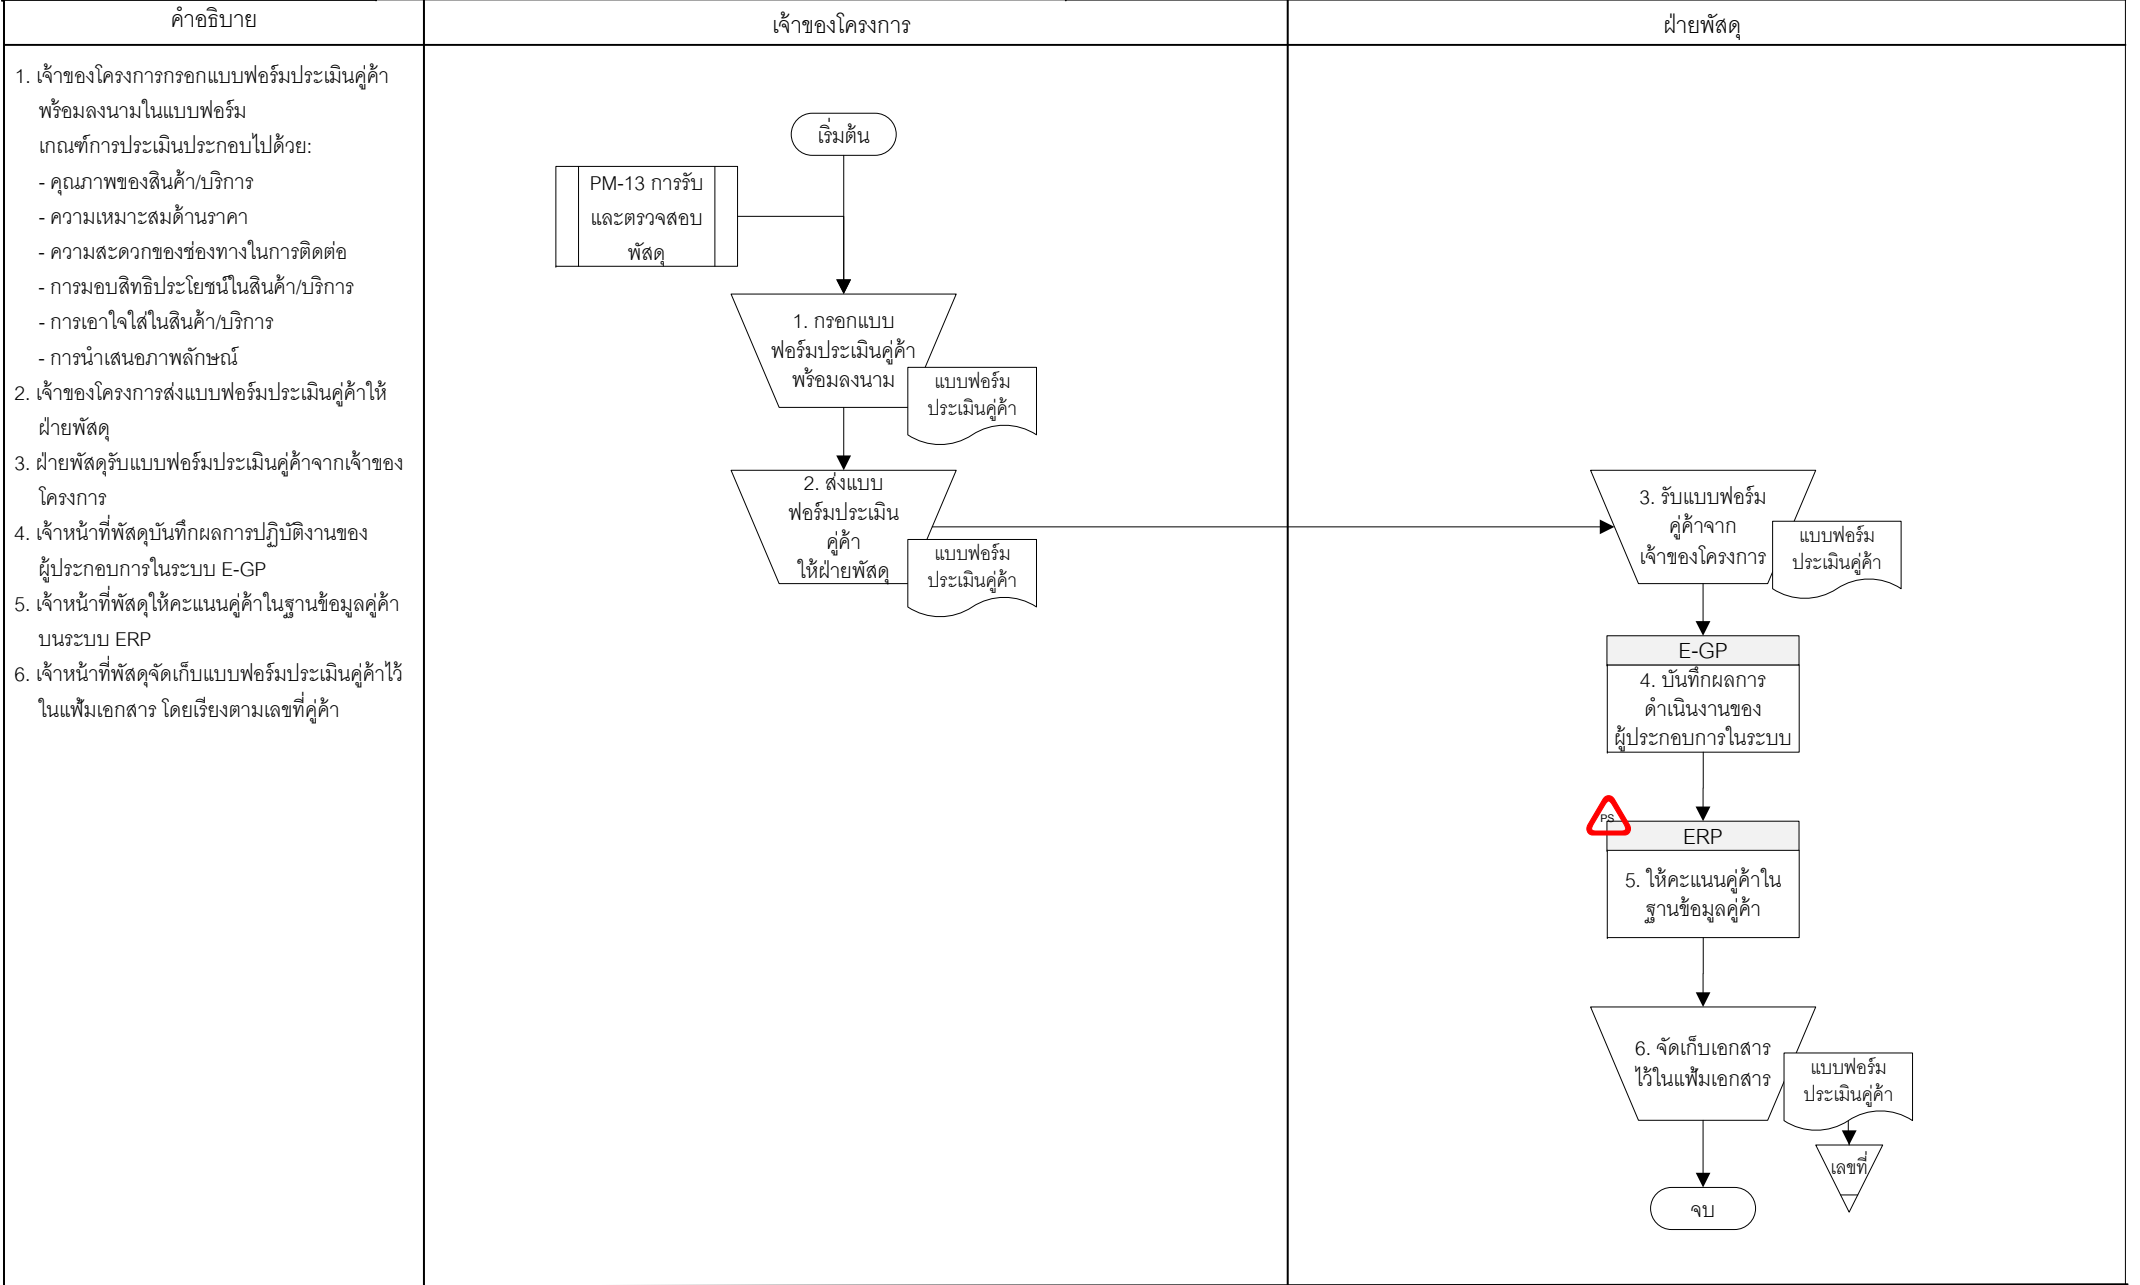 คำอธิบาย
เจ้าของโครงการ
ฝ่ายพัสดุ
1. เจ้าของโครงการกรอกแบบฟอร์มประเมินคู่ค้า
พร้อมลงนามในแบบฟอร์ม
เกณฑ์การประเมินประกอบไปด้วย:
- คุณภาพของสินค้า/บริการ
- ความเหมาะสมด้านราคา
- ความสะดวกของช่องทางในการติดต่อ
- การมอบสิทธิประโยชน์ในสินค้า/บริการ
- การเอาใจใส่ในสินค้า/บริการ
- การนำเสนอภาพลักษณ์
2. เจ้าของโครงการส่งแบบฟอร์มประเมินคู่ค้าให้
ฝ่ายพัสดุ
3. ฝ่ายพัสดุรับแบบฟอร์มประเมินคู่ค้าจากเจ้าของ
โครงการ
4. เจ้าหน้าที่พัสดุบันทึกผลการปฏิบัติงานของ
ผู้ประกอบการในระบบ E-GP
5. เจ้าหน้าที่พัสดุให้คะแนนคู่ค้าในฐานข้อมูลคู่ค้า
บนระบบ ERP
6. เจ้าหน้าที่พัสดุจัดเก็บแบบฟอร์มประเมินคู่ค้าไว้
ในแฟ้มเอกสาร โดยเรียงตามเลขที่คู่ค้า
เริ่มต้น
PM-13 การรับ
และตรวจสอบ
พัสดุ
1. กรอกแบบ
ฟอร์มประเมินคู่ค้า
พร้อมลงนาม
แบบฟอร์ม
ประเมินคู่ค้า
2. ส่งแบบ
ฟอร์มประเมิน
คู่ค้า
ให้ฝ่ายพัสดุ
แบบฟอร์ม
ประเมินคู่ค้า
3. รับแบบฟอร์ม
คู่ค้าจาก
เจ้าของโครงการ
แบบฟอร์ม
ประเมินคู่ค้า
E-GP
4. บันทึกผลการ
ดำเนินงานของ
ผู้ประกอบการในระบบ
PS
ERP
5. ให้คะแนนคู่ค้าใน
ฐานข้อมูลคู่ค้า
6. จัดเก็บเอกสาร
ไว้ในแฟ้มเอกสาร
แบบฟอร์ม
ประเมินคู่ค้า
เลขที่
จบ